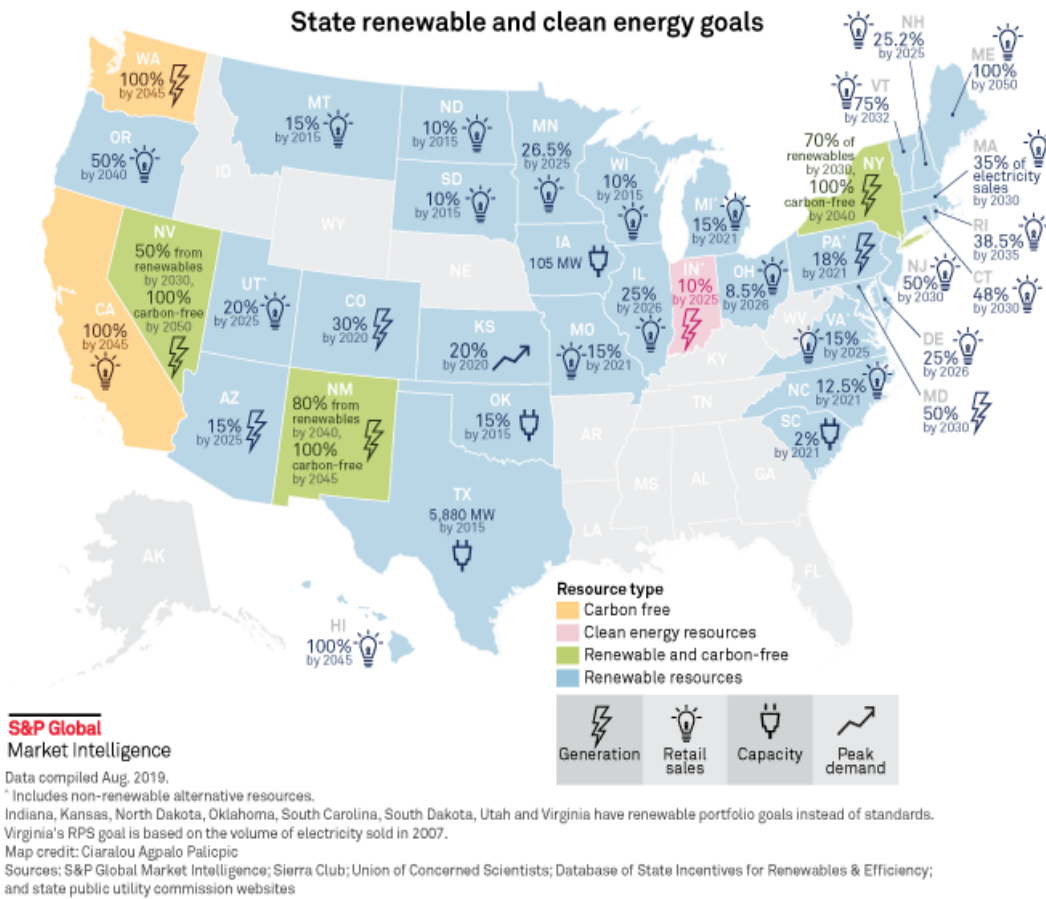 State renewable and clean energy goals
WA
100%
by 2045
OR
50%
by 2040
CA
100%
by 2045
NV
50% from
renewables
by 2030,
100%
carbon-free
by 2050
ID
MT
15%
by 2015
WY
UT^
20%
by 2025
CO
30%
by 2020
AZ
15%
by 2025
NM
80% from
renewables
by 2040,
100%
carbon-free
by 2045
ND
10%
by 2015
SD
10%
by 2015
NE
KS
20%
by 2020
OK
15%
by 2015
TX
5,880 MW
by 2015
MN
26.5%
by 2025
IA
105 MW
MO
15%
by 2021
AR
LA
WI
10%
by 2015
IL
25%
by 2026
MI^
15%
by 2021
IN^
10%
by 2025
OH
8.5%
by 2026
KY
TN
MS
AL
GA
FL
WV
VA^
15%
by 2025
NC
12.5%
by 2021
SC
2%
by 2021
PA^
18%
by 2021
70% of
renewables
by 2030,
100%
carbon-free
by 2040
NY
VT
75%
by 2032
NH
25.2%
by 2025
ME
100%
by 2050
MA
35% of
electricity
sales
by 2030
RI
38.5%
by 2035
CT
48%
by 2030
NJ
50%
by 2030
DE
25%
by 2026
MD
50%
by 2030
AK
HI
100%
by 2045
Resource type
Carbon free
Clean energy resources
Renewable and carbon-free
Renewable resources
Generation
Retail
sales
Capacity
Peak
demand
S&P Global
Market Intelligence
Data compiled Aug. 2019.
^ Includes non-renewable alternative resources.
Indiana, Kansas, North Dakota, Oklahoma, South Carolina, South Dakota, Utah and Virginia have renewable portfolio goals instead of standards.
Virginia's RPS goal is based on the volume of electricity sold in 2007.
Map credit: Ciaralou Agpalo Palicpic
Sources: S&P Global Market Intelligence; Sierra Club; Union of Concerned Scientists; Database of State Incentives for Renewables & Efficiency;
and state public utility commission websites